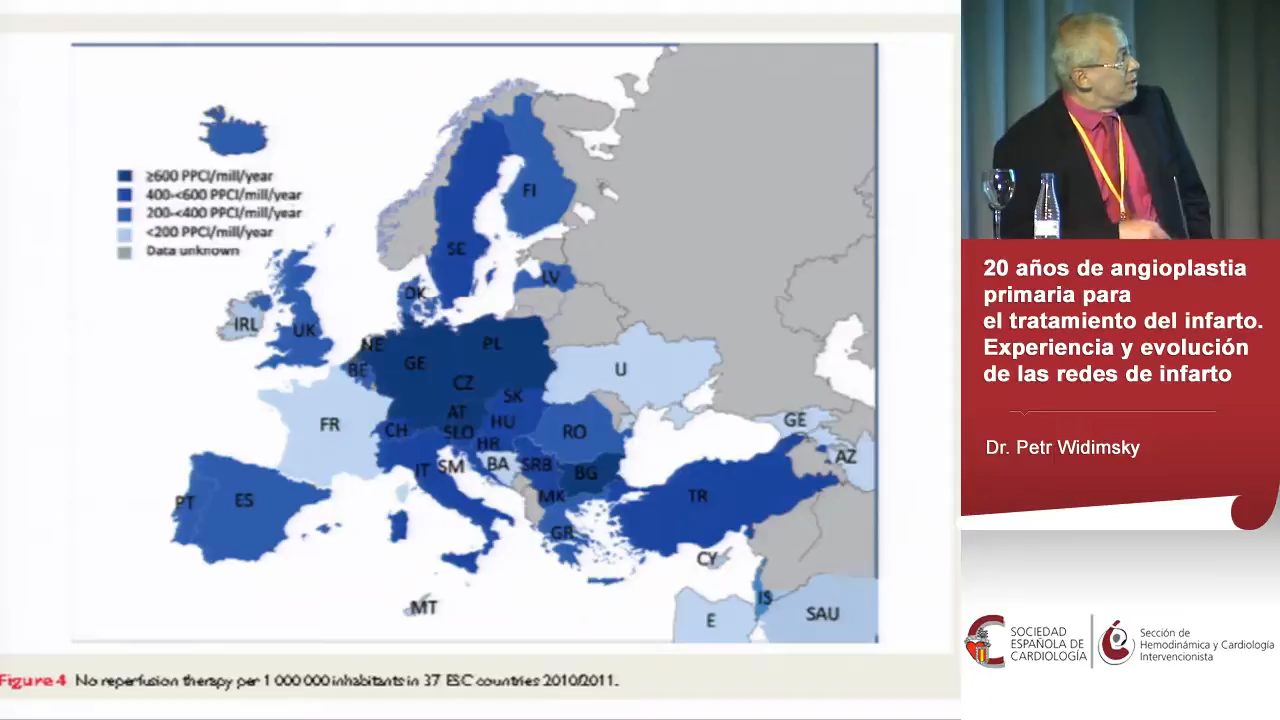 ≥600 PPCI/mill/year
400-<600 PPCI/mill/year
200-<400 PPCI/mill/year
<200 PPCI/mill/year
Data unknown
FI
SE
LV
DK
IRL
UK
NE
BE
GE
PL
CZ
SK
U
FR
CH
AT
SLO
HU
HR
RO
GE
AZ
IT
SM
BA
SRB
BG
MK
TR
PT
ES
GR
CY
MT
IS
E
SAU
Figure 4 No reperfusion therapy per 1 000 000 inhabitants in 37 ESC countries 2010/2011.
20 años de angioplastia
primaria para
el tratamiento del infarto.
Experiencia y evolución
de las redes de infarto
Dr. Petr Widimsky
SOCIEDAD
ESPAÑOLA DE
CARDIOLOGÍA
Sección de
Hemodinámica y Cardiología
Intervencionista